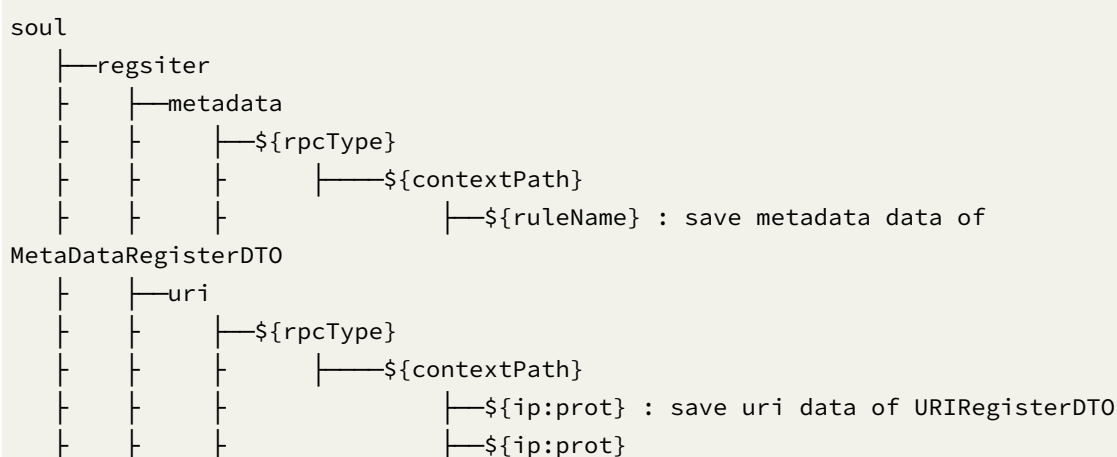 soul
   ├──regsiter
   ├    ├──metadata
   ├    ├     ├──${rpcType}
   ├    ├     ├      ├────${contextPath}
   ├    ├     ├               ├──${ruleName} : save metadata data of
MetaDataRegisterDTO
   ├    ├──uri
   ├    ├     ├──${rpcType}
   ├    ├     ├      ├────${contextPath}
   ├    ├     ├               ├──${ip:prot} : save uri data of URIRegisterDTO
   ├    ├     ├               ├──${ip:prot}